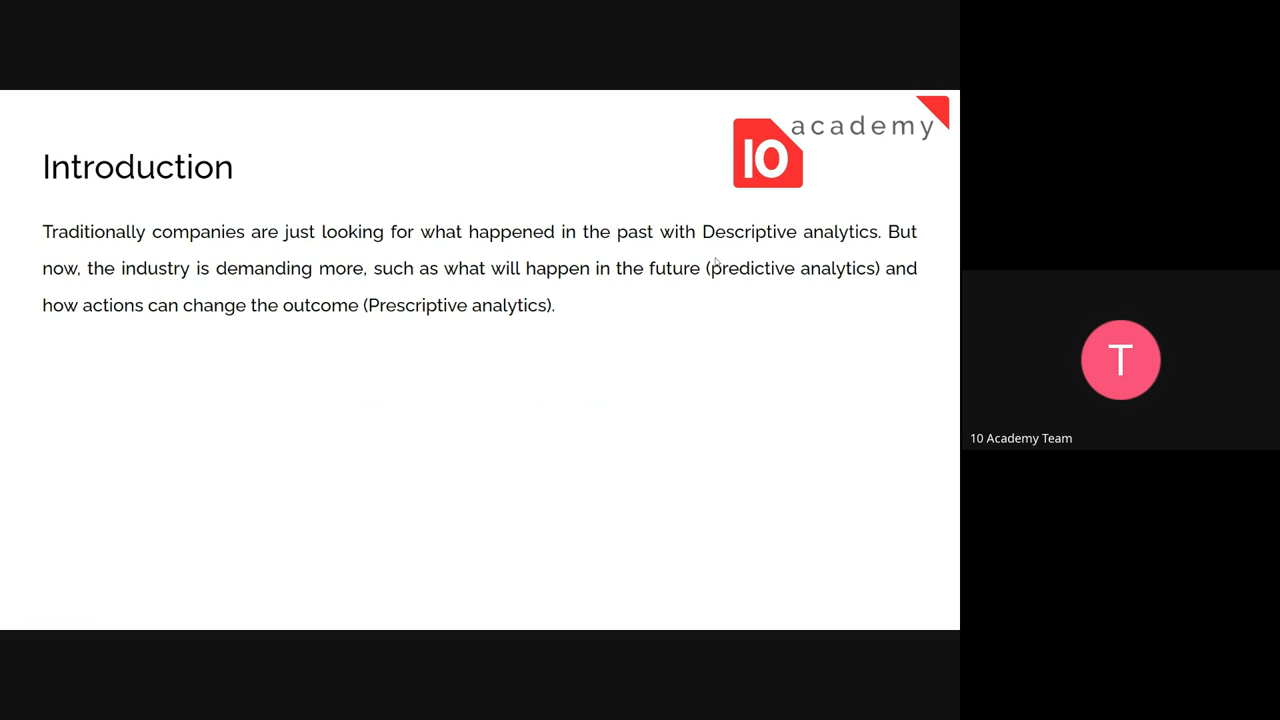 academy
10
Introduction
Traditionally companies are just looking for what happened in the past with Descriptive analytics. But
now, the industry is demanding more, such as what will happen in the future (predictive analytics) and
how actions can change the outcome (Prescriptive analytics).
T
10 Academy Team